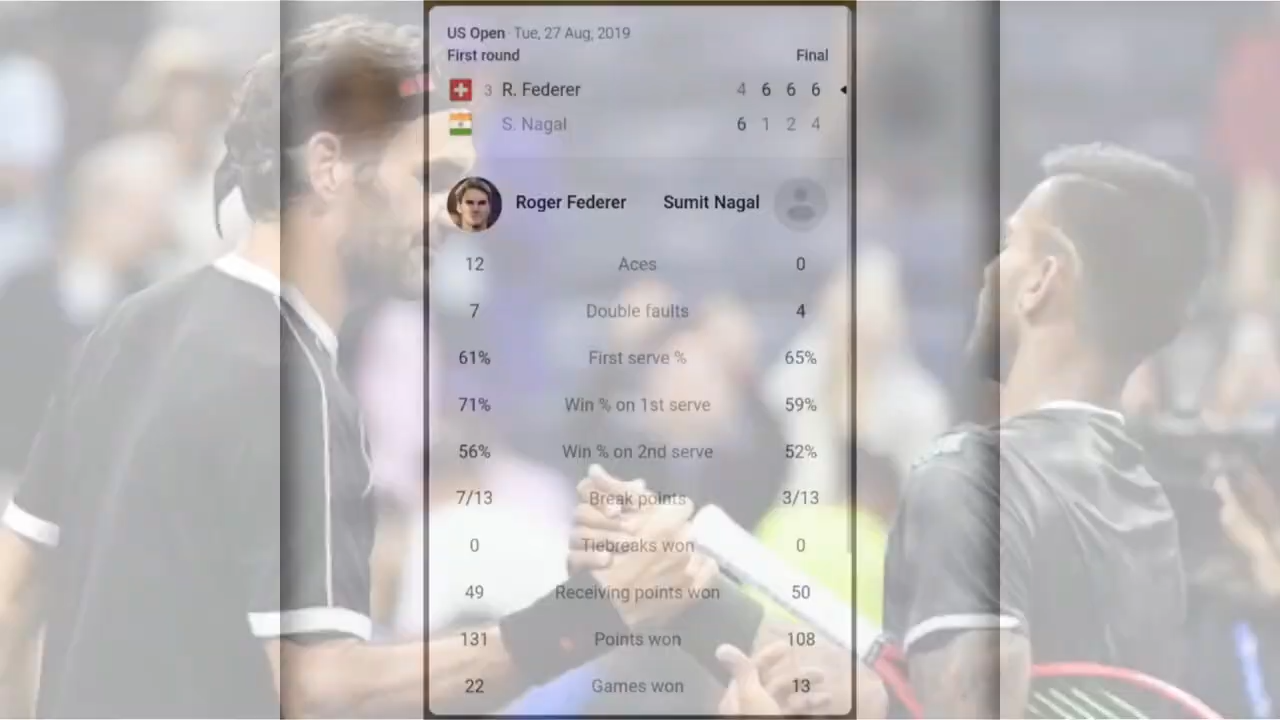 US Open · Tue, 27 Aug, 2019
First round Final
3 R. Federer 4 6 6 6
S. Nagal 6 1 2 4
Roger Federer Sumit Nagal
12 Aces 0
7 Double faults 4
61% First serve % 65%
71% Win % on 1st serve 59%
56% Win % on 2nd serve 52%
7/13 Break points 3/13
0 Tiebreaks won 0
49 Receiving points won 50
131 Points won 108
22 Games won 13